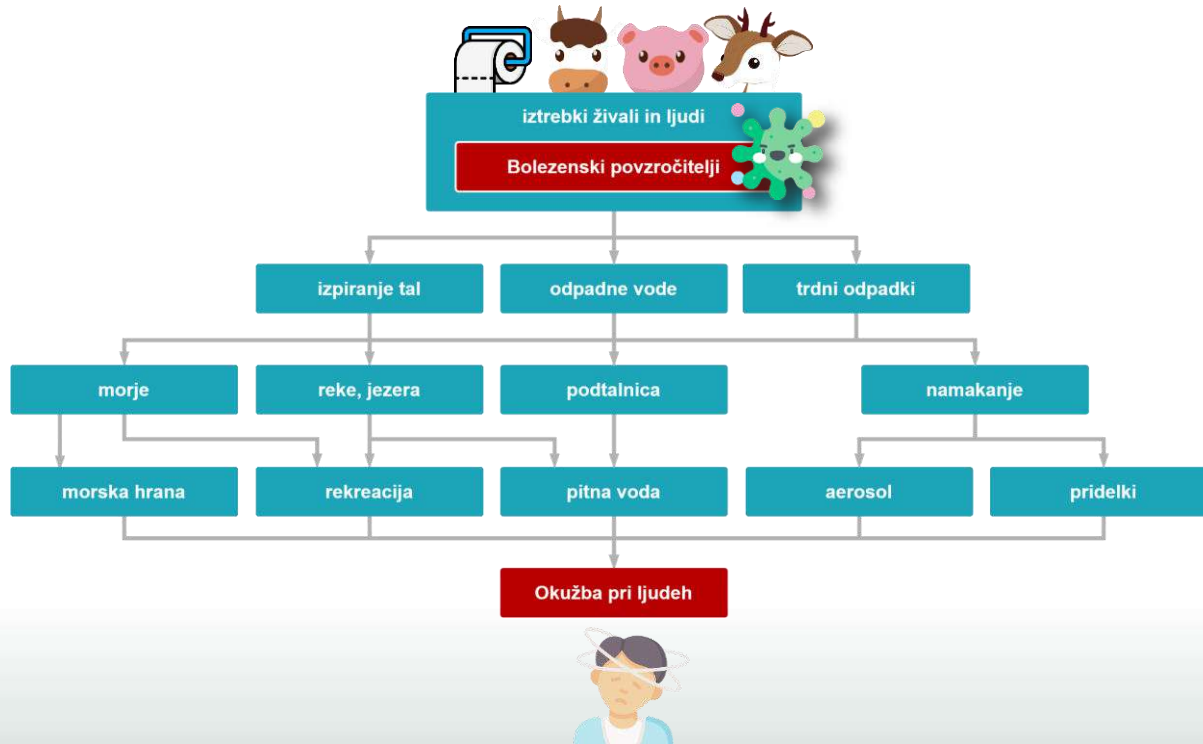 iztrebki živali in ljudi
Bolezenski povzročitelji
izpiranje tal
odpadne vode
trdni odpadki
morje
reke, jezera
podtalnica
namakanje
morska hrana
rekreacija
pitna voda
aerosol
pridelki
Okužba pri ljudeh